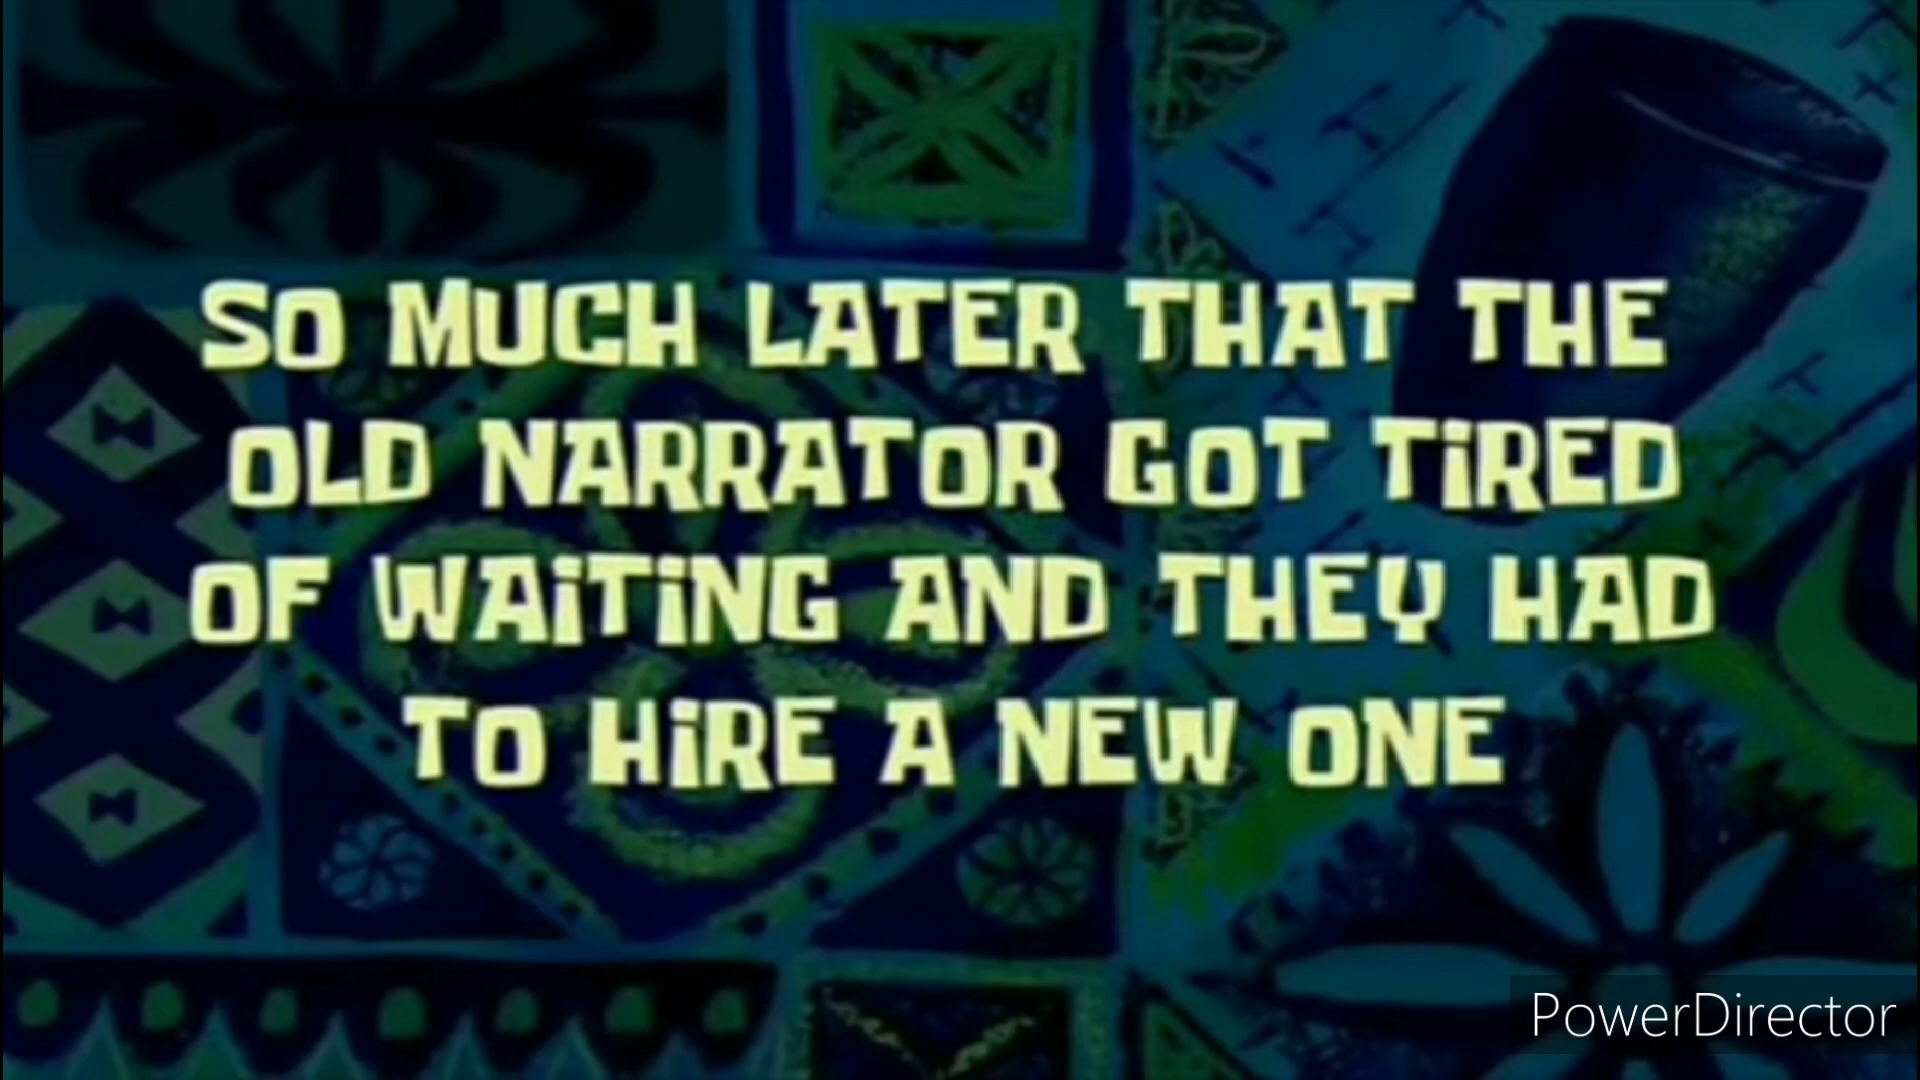 SO MUCH LATER THAT THE
OLD NARRATOR GOT TiRED
OF WAiTiNG AND THEY HAD
TO HiRE A NEW ONE
PowerDirector